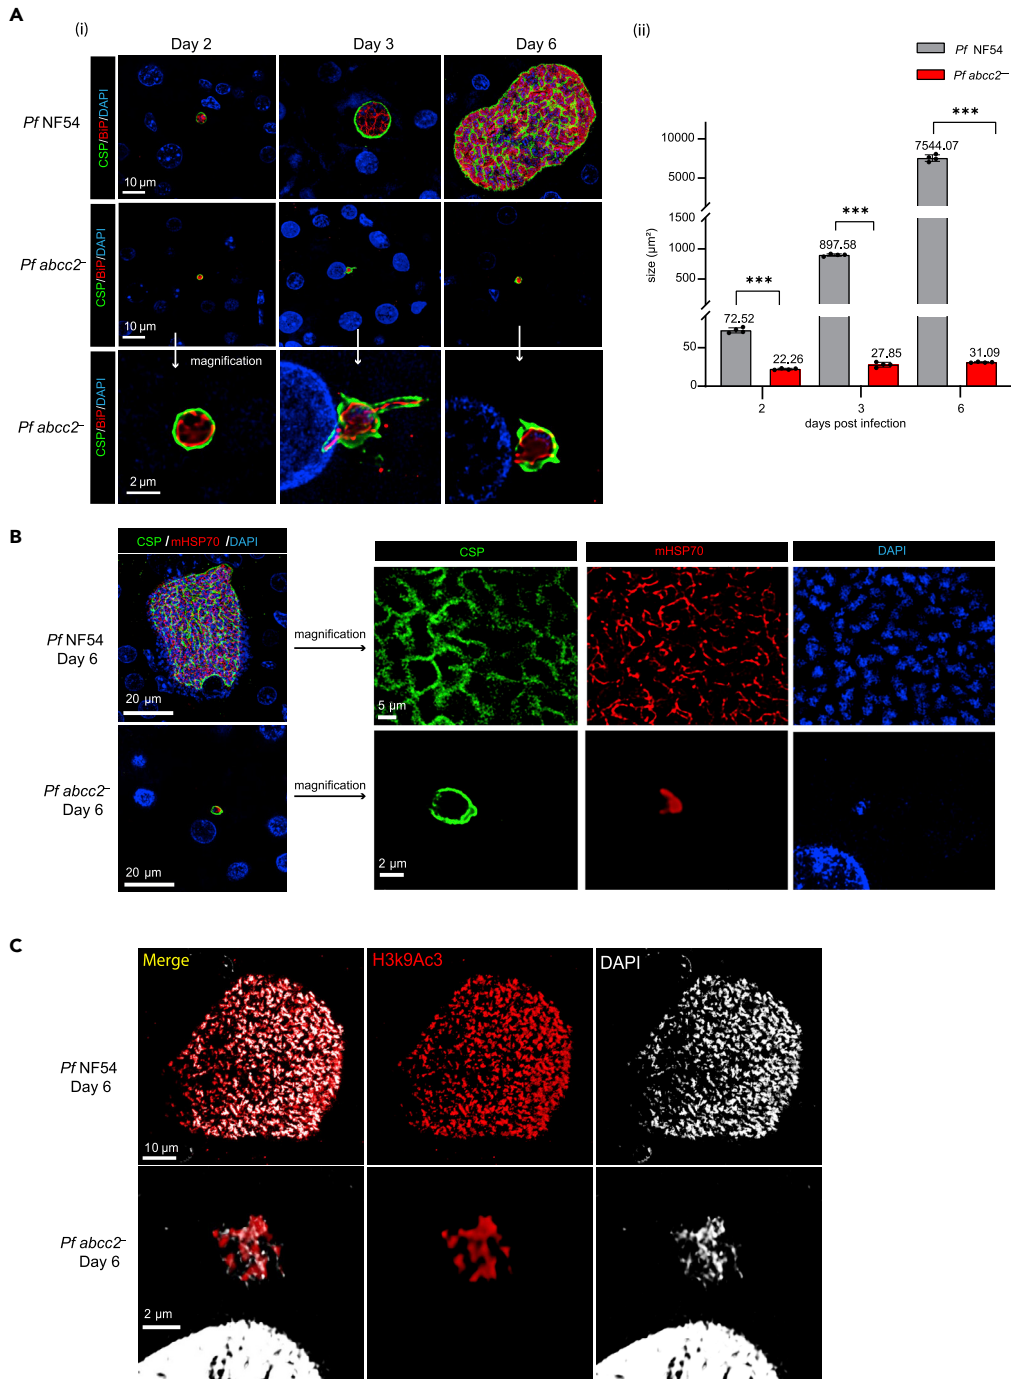 A
(i)
Day 2
Day 3
Day 6
Pf NF54
CSP/BiP/DAPI
10 µm
Pf abcc2–
CSP/BiP/DAPI
10 µm
magnification
Pf abcc2–
CSP/BiP/DAPI
2 µm
(ii)
Pf NF54
Pf abcc2–
size (µm²)
10000
5000
1500
1000
500
50
0
72.52
***
22.26
897.58
***
27.85
7544.07
***
31.09
2
3
6
days post infection
B
CSP/mHSP70 /DAPI
Pf NF54
Day 6
20 µm
magnification
CSP
mHSP70
DAPI
5 µm
Pf abcc2–
Day 6
20 µm
magnification
2 µm
C
Merge
H3k9Ac3
DAPI
Pf NF54
Day 6
10 µm
Pf abcc2–
Day 6
2 µm